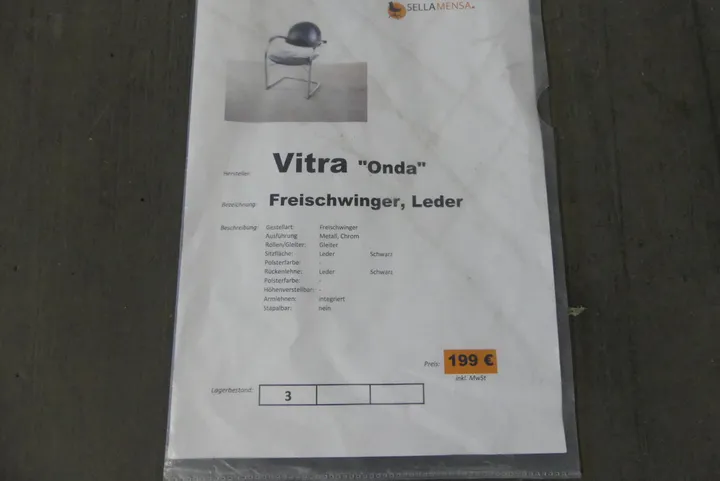 SELLAMENSA
Hersteller: Vitra "Onda"
Bezeichnung: Freischwinger, Leder
Beschreibung: Gestellart: Freischwinger
Ausführung Metall, Chrom
Rollen/Gleiter: Gleiter
Sitzfläche: Leder Schwarz
Polsterfarbe: -
Rückenlehne: Leder Schwarz
Polsterfarbe: -
Höhenverstellbar: -
Armlehnen: integriert
Stapelbar: nein
Preis: 199 €
inkl. MwSt
Lagerbestand: 3